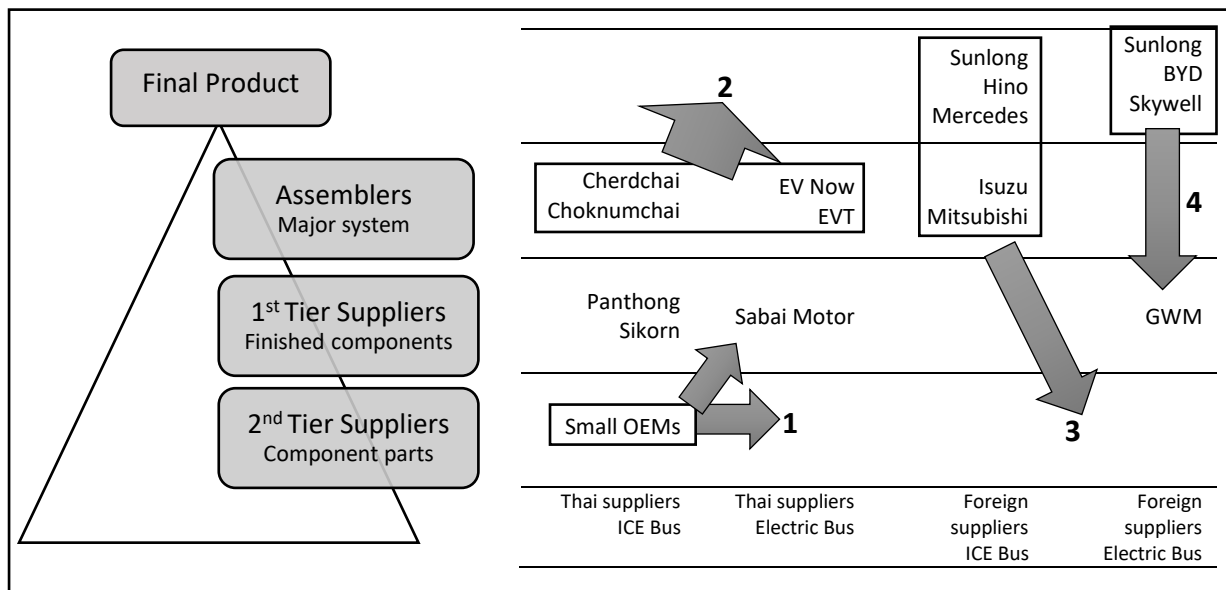 Final Product
Assemblers
Major system
1st Tier Suppliers
Finished components
2nd Tier Suppliers
Component parts
2
Sunlong
Hino
Mercedes
Sunlong
BYD
Skywell
Cherdchai
Choknumchai
EV Now
EVT
Isuzu
Mitsubishi
4
Panthong
Sikorn
Sabai Motor
GWM
Small OEMs
1
3
Thai suppliers
ICE Bus
Thai suppliers
Electric Bus
Foreign
suppliers
ICE Bus
Foreign
suppliers
Electric Bus